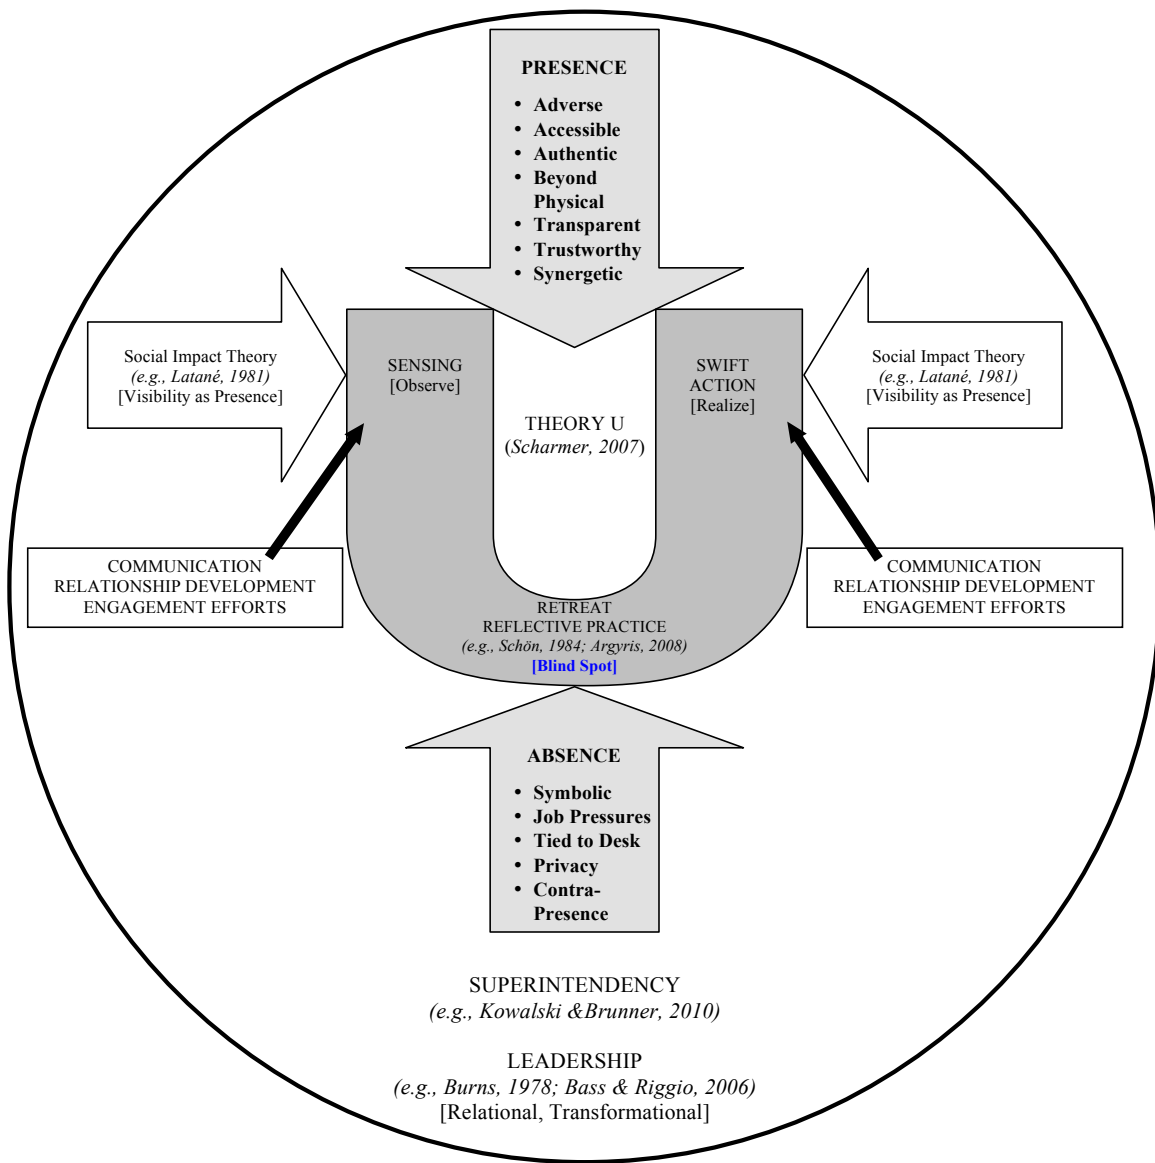 PRESENCE
• Adverse
• Accessible
• Authentic
• Beyond
Physical
• Transparent
• Trustworthy
• Synergetic
Social Impact Theory
(e.g., Latané, 1981)
[Visibility as Presence]
SENSING
[Observe]
THEORY U
(Scharmer, 2007)
SWIFT
ACTION
[Realize]
Social Impact Theory
(e.g., Latané, 1981)
[Visibility as Presence]
COMMUNICATION
RELATIONSHIP DEVELOPMENT
ENGAGEMENT EFFORTS
COMMUNICATION
RELATIONSHIP DEVELOPMENT
ENGAGEMENT EFFORTS
RETREAT
REFLECTIVE PRACTICE
(e.g., Schön, 1984; Argyris, 2008)
[Blind Spot]
ABSENCE
• Symbolic
• Job Pressures
• Tied to Desk
• Privacy
• Contra-
Presence
SUPERINTENDENCY
(e.g., Kowalski &Brunner, 2010)
LEADERSHIP
(e.g., Burns, 1978; Bass & Riggio, 2006)
[Relational, Transformational]